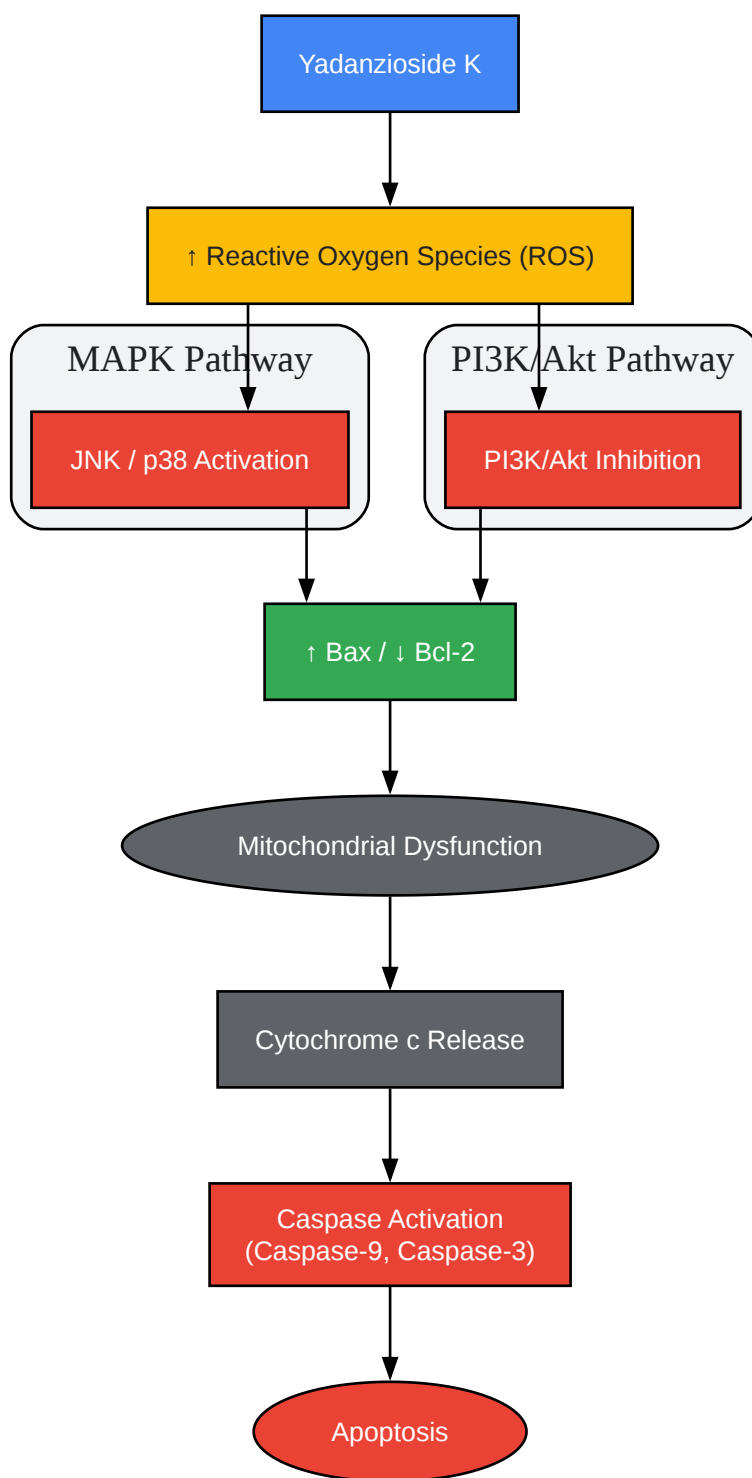 Yadanzioside K
↑ Reactive Oxygen Species (ROS)
MAPK Pathway
PI3K/Akt Pathway
JNK / p38 Activation
PI3K/Akt Inhibition
↑ Bax / ↓ Bcl-2
Mitochondrial Dysfunction
Cytochrome c Release
Caspase Activation
(Caspase-9, Caspase-3)
Apoptosis